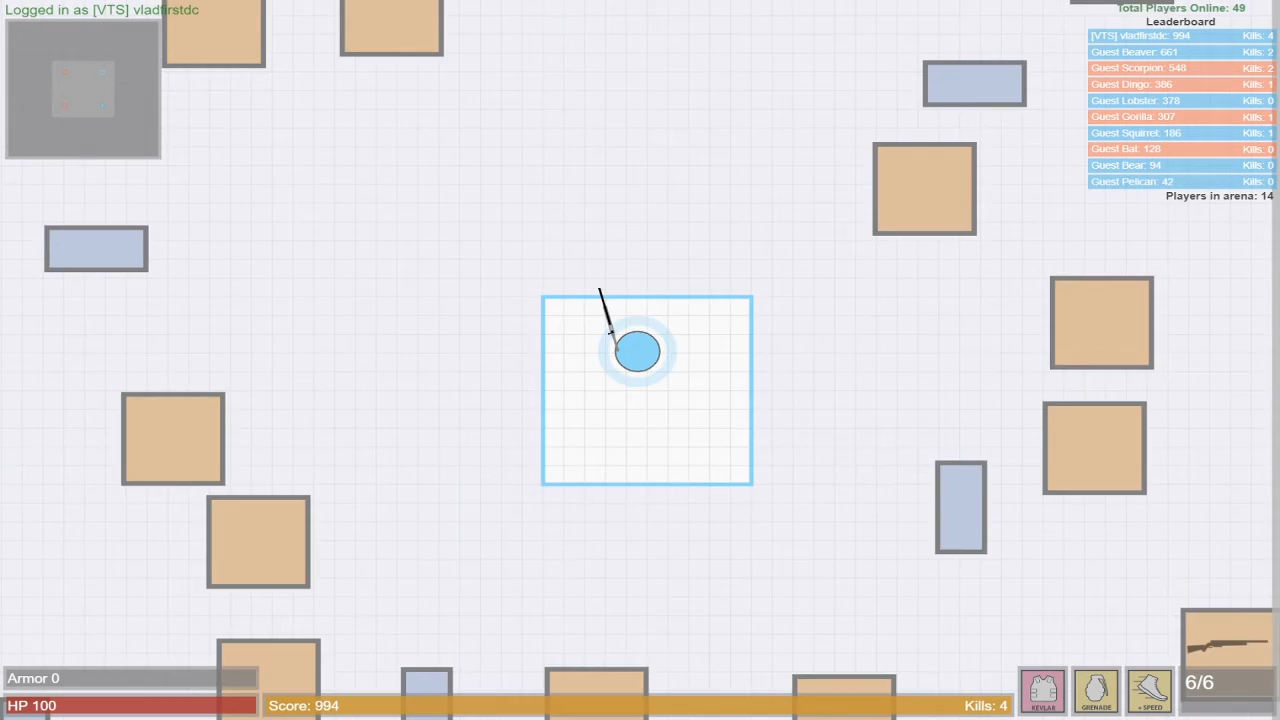 Logged in as [VTS] vladfirstdc
Total Players Online: 49
Leaderboard
[VTS] vladfirstdc: 994 Kills: 4
Guest Beaver: 661 Kills: 2
Guest Scorpion: 548 Kills: 2
Guest Dingo: 386 Kills: 1
Guest Lobster: 378 Kills: 0
Guest Gorilla: 307 Kills: 1
Guest Squirrel: 186 Kills: 1
Guest Bat: 128 Kills: 0
Guest Bear: 94 Kills: 0
Guest Pelican: 42 Kills: 0
Players in arena: 14
Armor 0
HP 100
Score: 994
Kills: 4
KEVLAR
GRENADE
+ SPEED
6/6